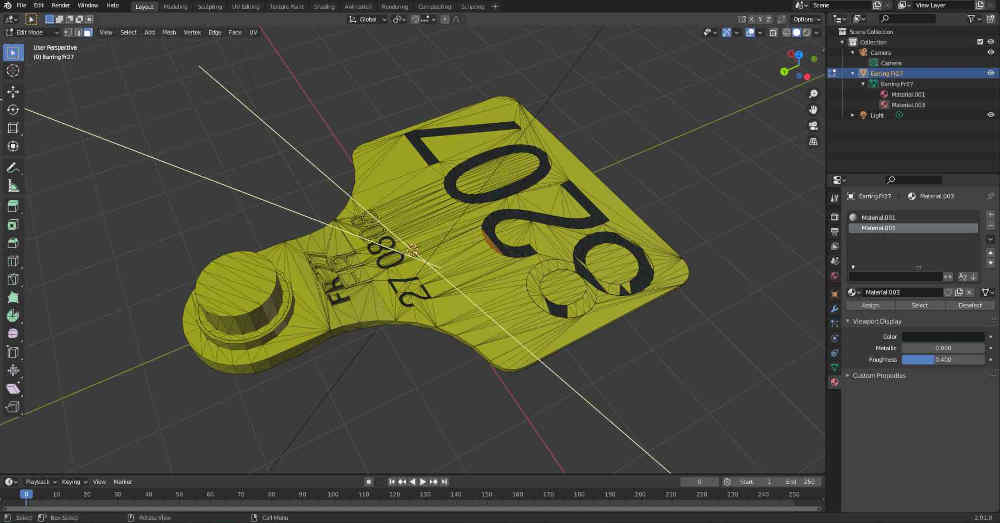 File Edit Render Window Help Layout Modeling Sculpting UV Editing Texture Paint Shading Animation Rendering Compositing Scripting + Scene View Layer
Global Options
Edit Mode View Select Add Mesh Vertex Edge Face UV
User Perspective
(0) Earring Fr27
Scene Collection
Collection
Camera
Camera
Earring Fr27
Earring Fr27
Material.001
Material.003
Light
7026
FR
27 08
Earring Fr27 Material.003
Material.001
Material.003
Material.003
Assign Select Deselect
Viewport Display
Color
Metallic 0.000
Roughness 0.400
Custom Properties
Playback Keying View Marker 0 Start 1 End 250
0 10 20 30 40 50 60 70 80 90 100 110 120 130 140 150 160 170 180 190 200 210 220 230 240 250
Select Box Select Rotate View Call Menu 2.91.0